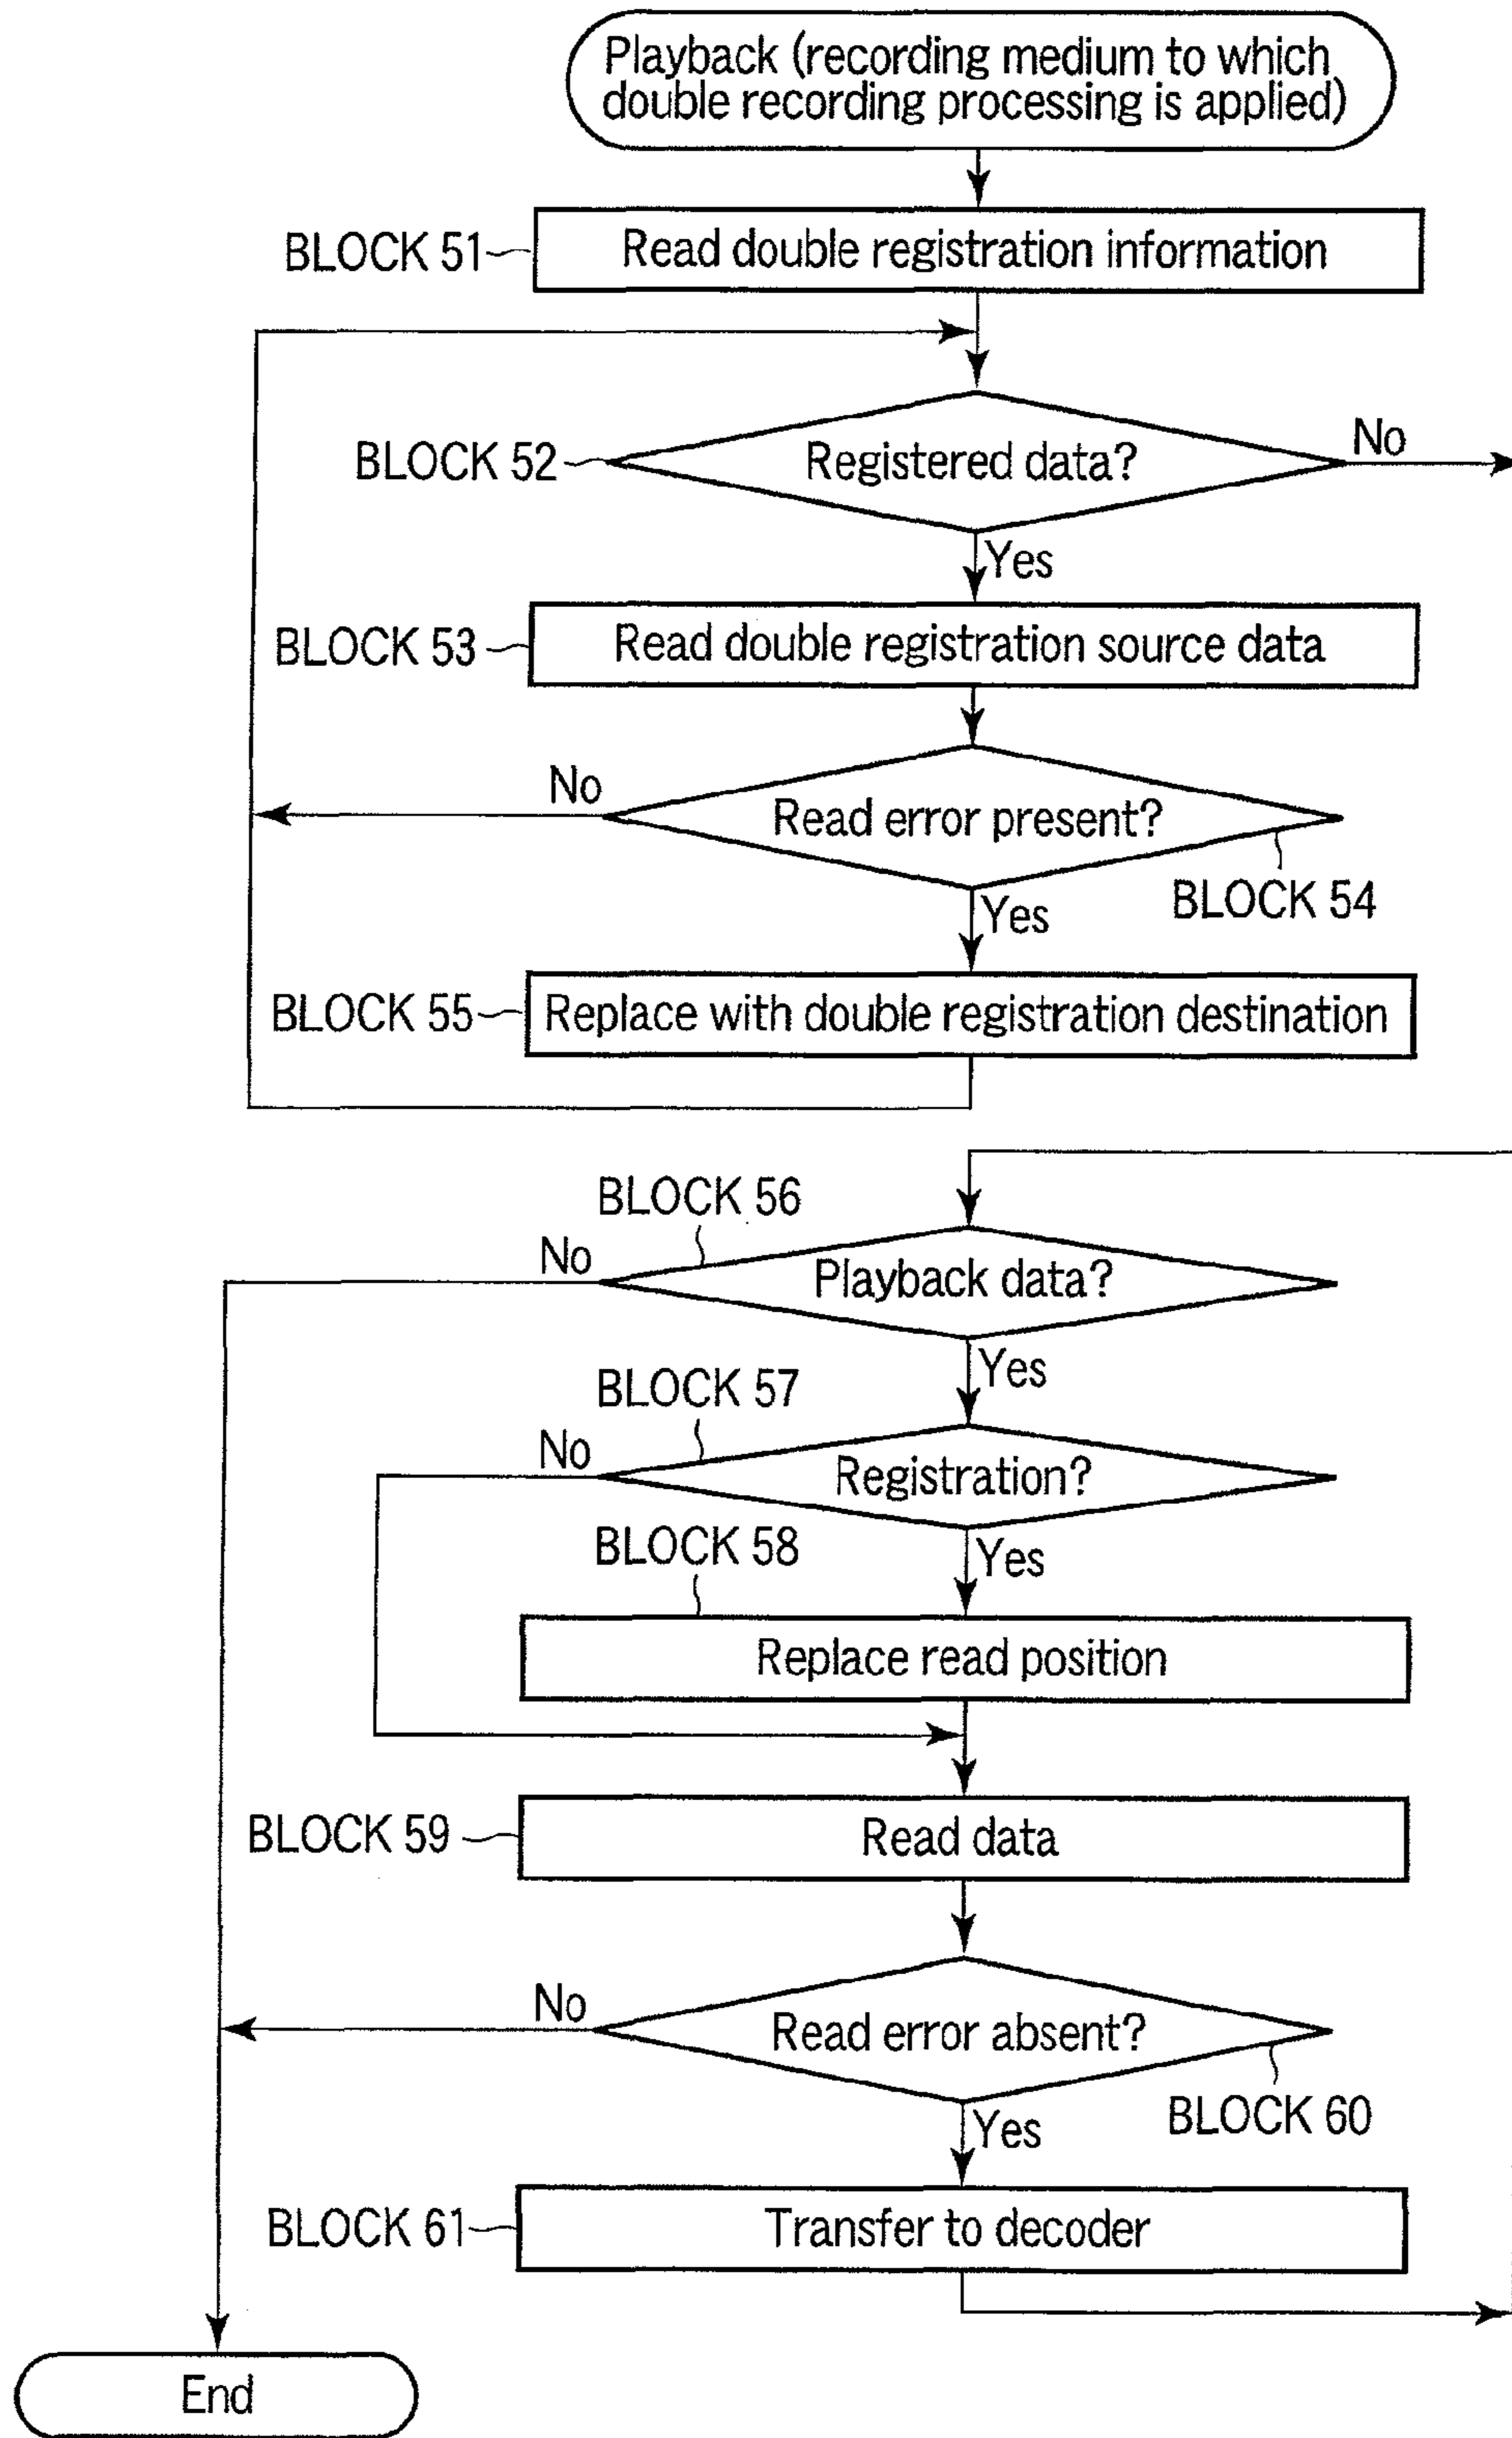 Playback (recording medium to which
double recording processing is applied)
BLOCK 51
Read double registration information
BLOCK 52
Registered data?
No
Yes
BLOCK 53
Read double registration source data
No
Read error present?
BLOCK 54
Yes
BLOCK 55
Replace with double registration destination
BLOCK 56
No
Playback data?
Yes
BLOCK 57
No
Registration?
BLOCK 58
Yes
Replace read position
BLOCK 59
Read data
No
Read error absent?
BLOCK 60
Yes
BLOCK 61
Transfer to decoder
End